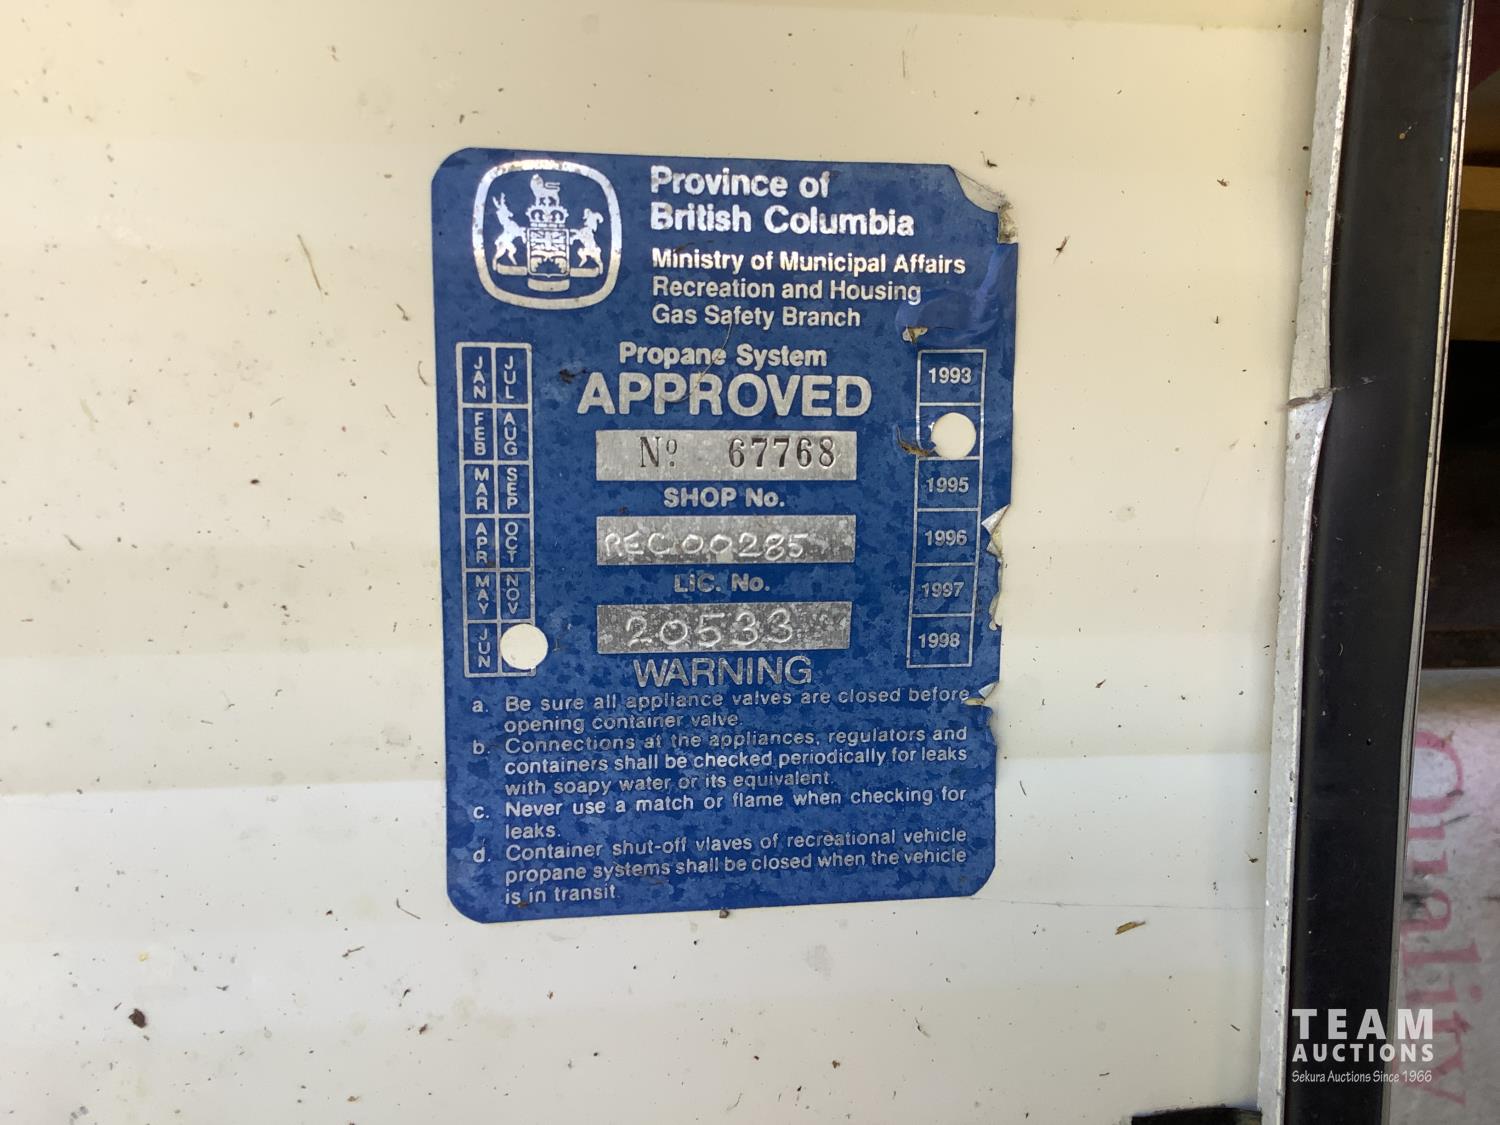 Province of
British Columbia
Ministry of Municipal Affairs
Recreation and Housing
Gas Safety Branch
Propane System
APPROVED
No 67768
SHOP No.
REC00285
LIC. No.
20533
JAN JUL
FEB AUG
MAR SEP
APR OCT
MAY NOV
JUN
1993
1995
1996
1997
1998
WARNING
a. Be sure all appliance valves are closed before
opening container valve.
b. Connections at the appliances, regulators and
containers shall be checked periodically for leaks
with soapy water or its equivalent.
c. Never use a match or flame when checking for
leaks.
d. Container shut-off vlaves of recreational vehicle
propane systems shall be closed when the vehicle
is in transit.
Quality
TEAM
AUCTIONS
Sekura Auctions Since 1966